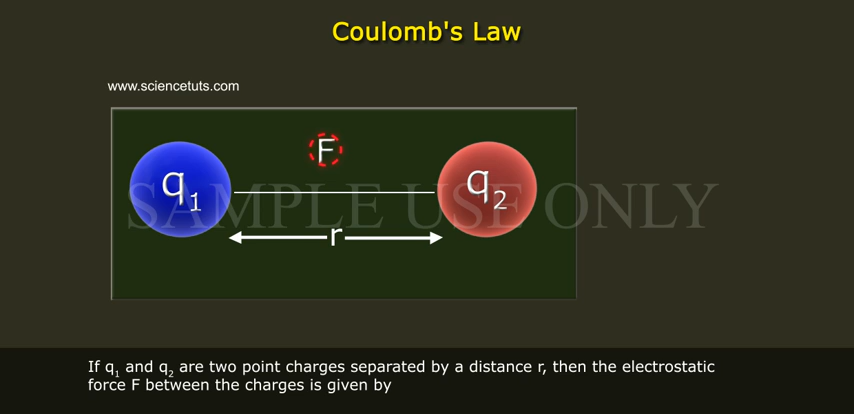 Coulomb's Law
www.sciencetuts.com
F
q₁
q₂
SAMPLE USE ONLY
r
If q₁ and q₂ are two point charges separated by a distance r, then the electrostatic
force F between the charges is given by